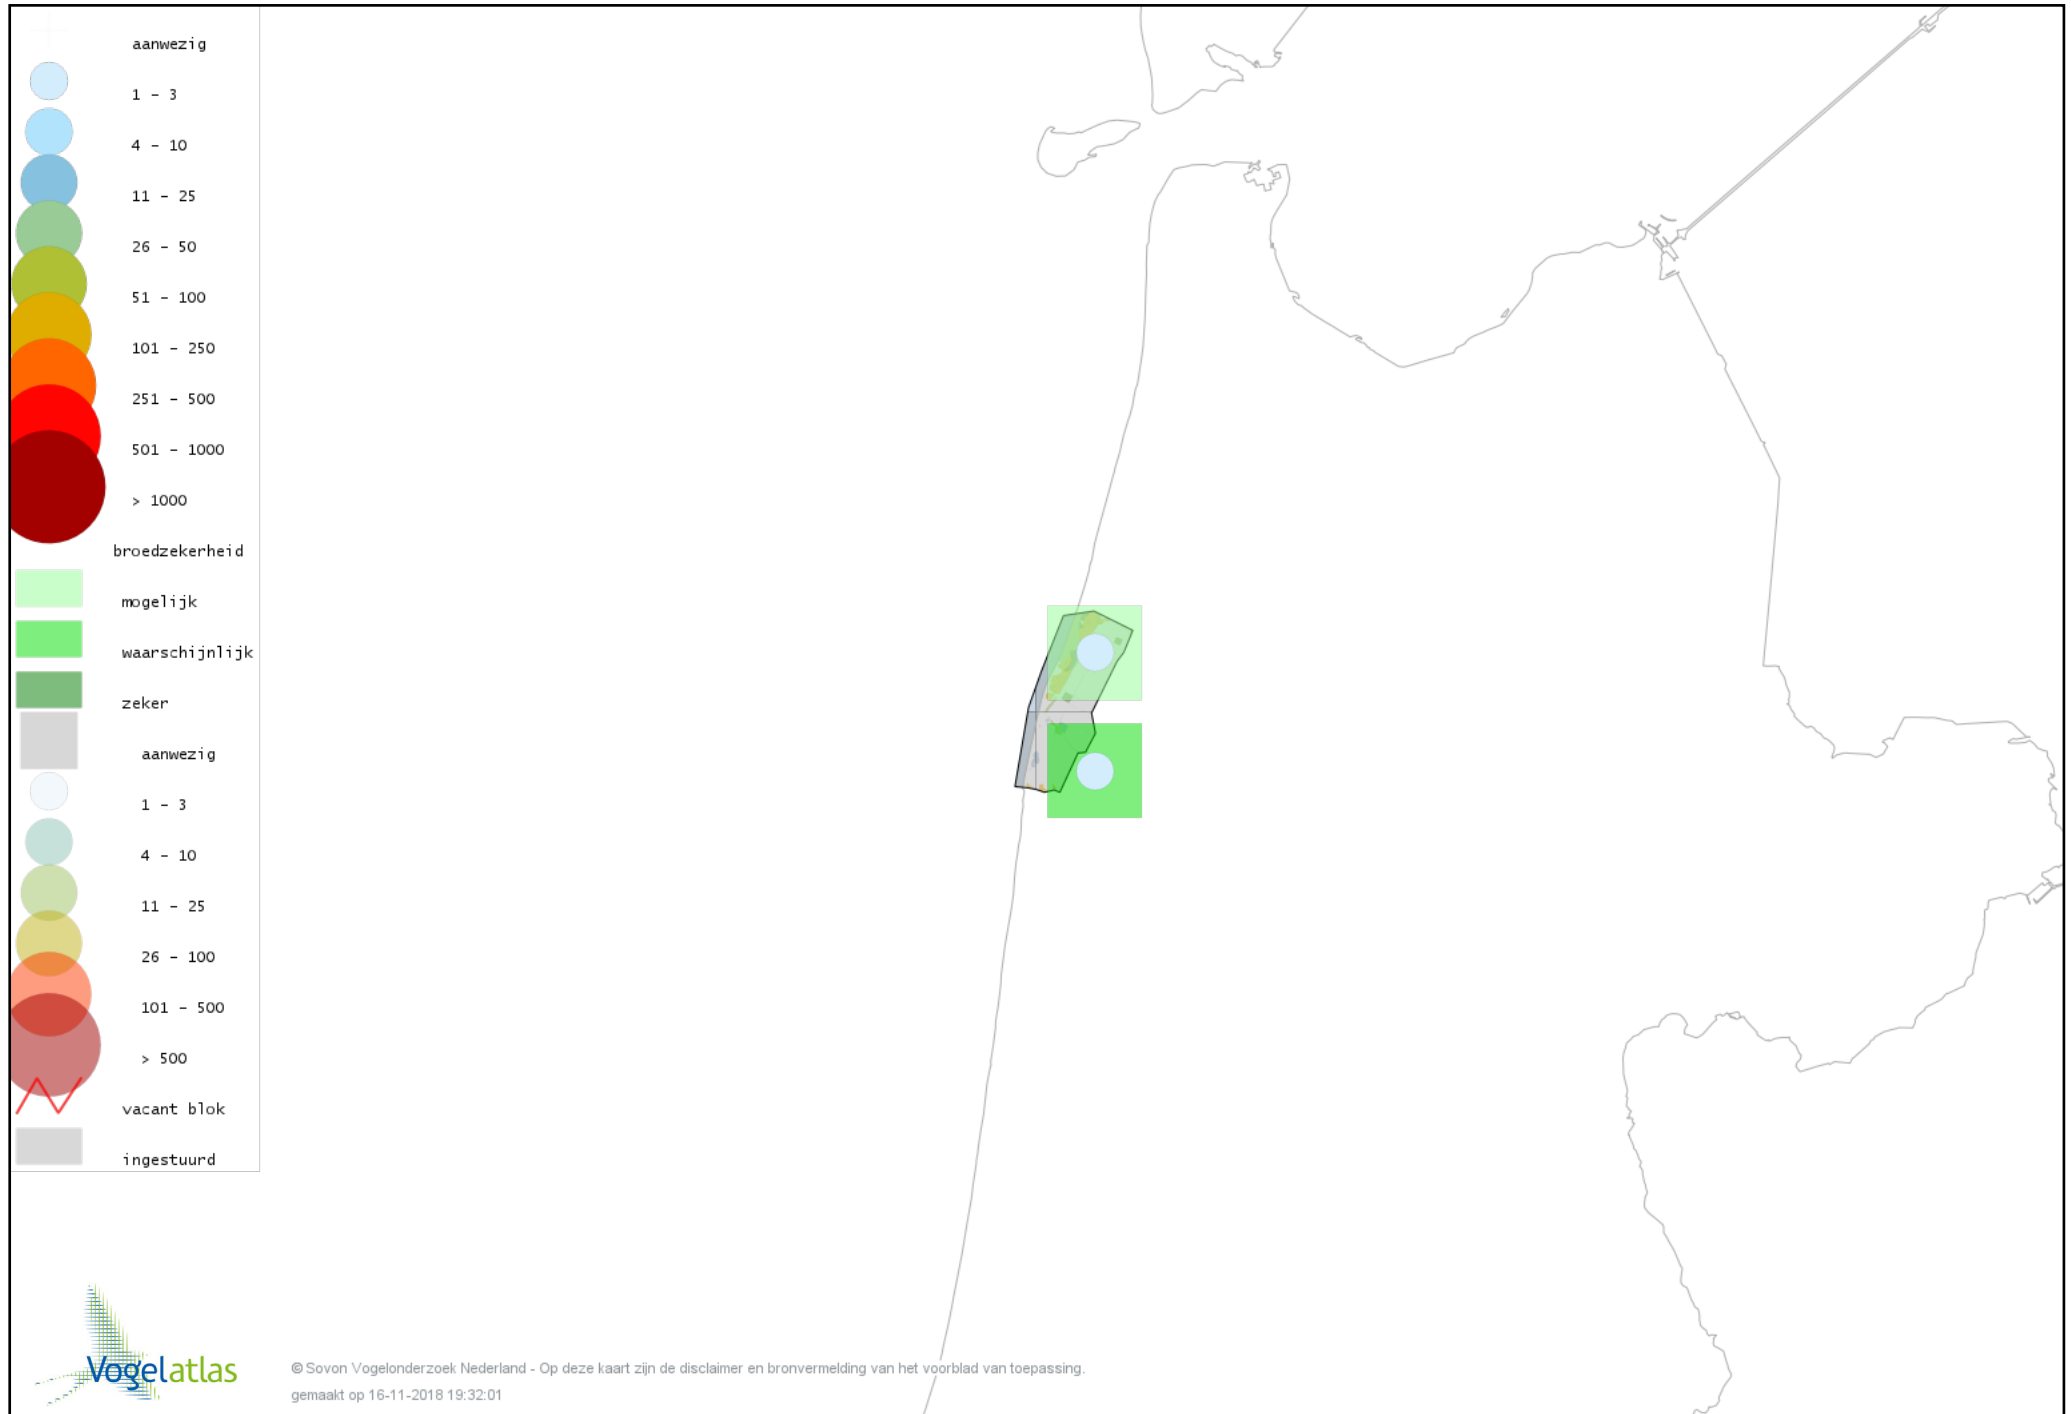 aanwezig
1 - 3
4 - 10
11 - 25
26 - 50
51 - 100
101 - 250
251 - 500
501 - 1000
> 1000
broedzekerheid
mogelijk
waarschijnlijk
zeker
aanwezig
1 - 3
4 - 10
11 - 25
26 - 100
101 - 500
> 500
vacant blok
ingestuurd
Vogelatlas
© Sovon Vogelonderzoek Nederland - Op deze kaart zijn de disclaimer en bronvermelding van het voorblad van toepassing.
gemaakt op 16-11-2018 19:32:01